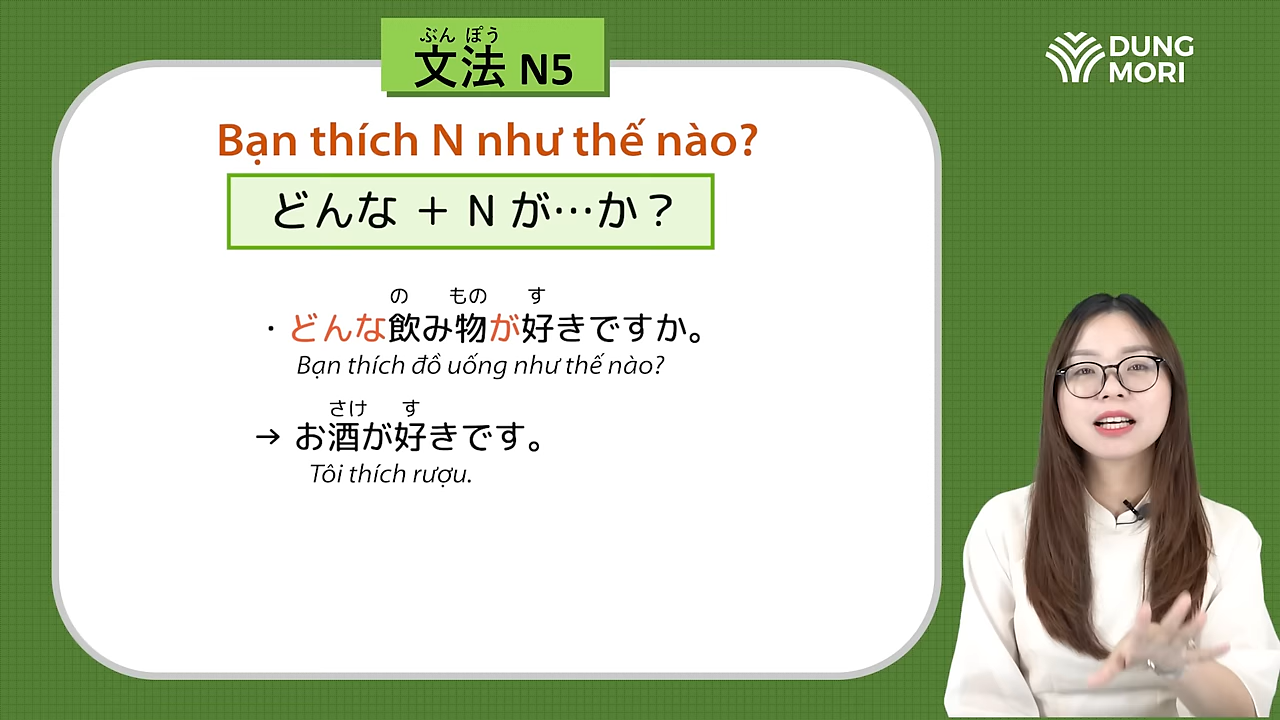 ぶん ぽう
文法 N5
DUNG
MORI
Bạn thích N như thế nào?
どんな ＋ N が…か？
の もの す
・どんな飲み物が好きですか。
Bạn thích đồ uống như thế nào?
さけ す
→ お酒が好きです。
Tôi thích rượu.